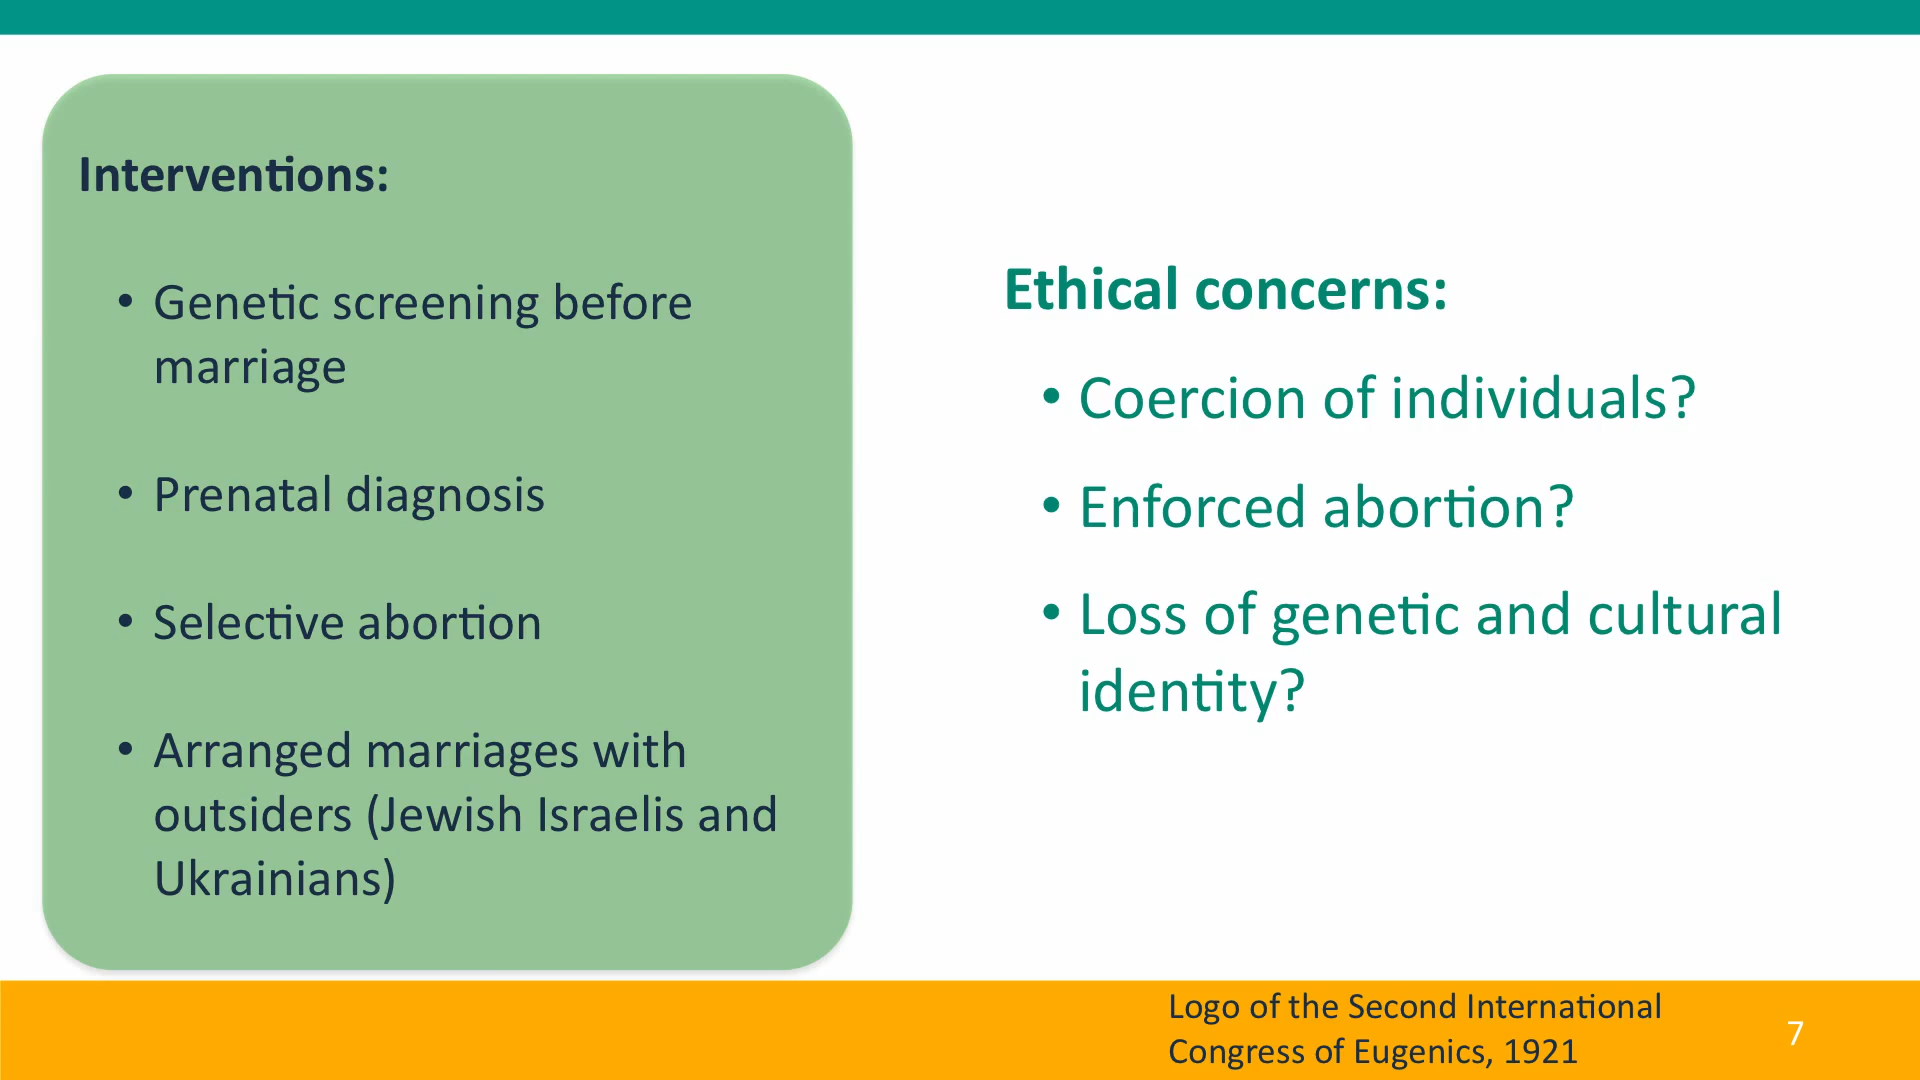 Interventions:
• Genetic screening before
marriage
• Prenatal diagnosis
• Selective abortion
• Arranged marriages with
outsiders (Jewish Israelis and
Ukrainians)
Ethical concerns:
• Coercion of individuals?
• Enforced abortion?
• Loss of genetic and cultural
identity?
Logo of the Second International
Congress of Eugenics, 1921
7